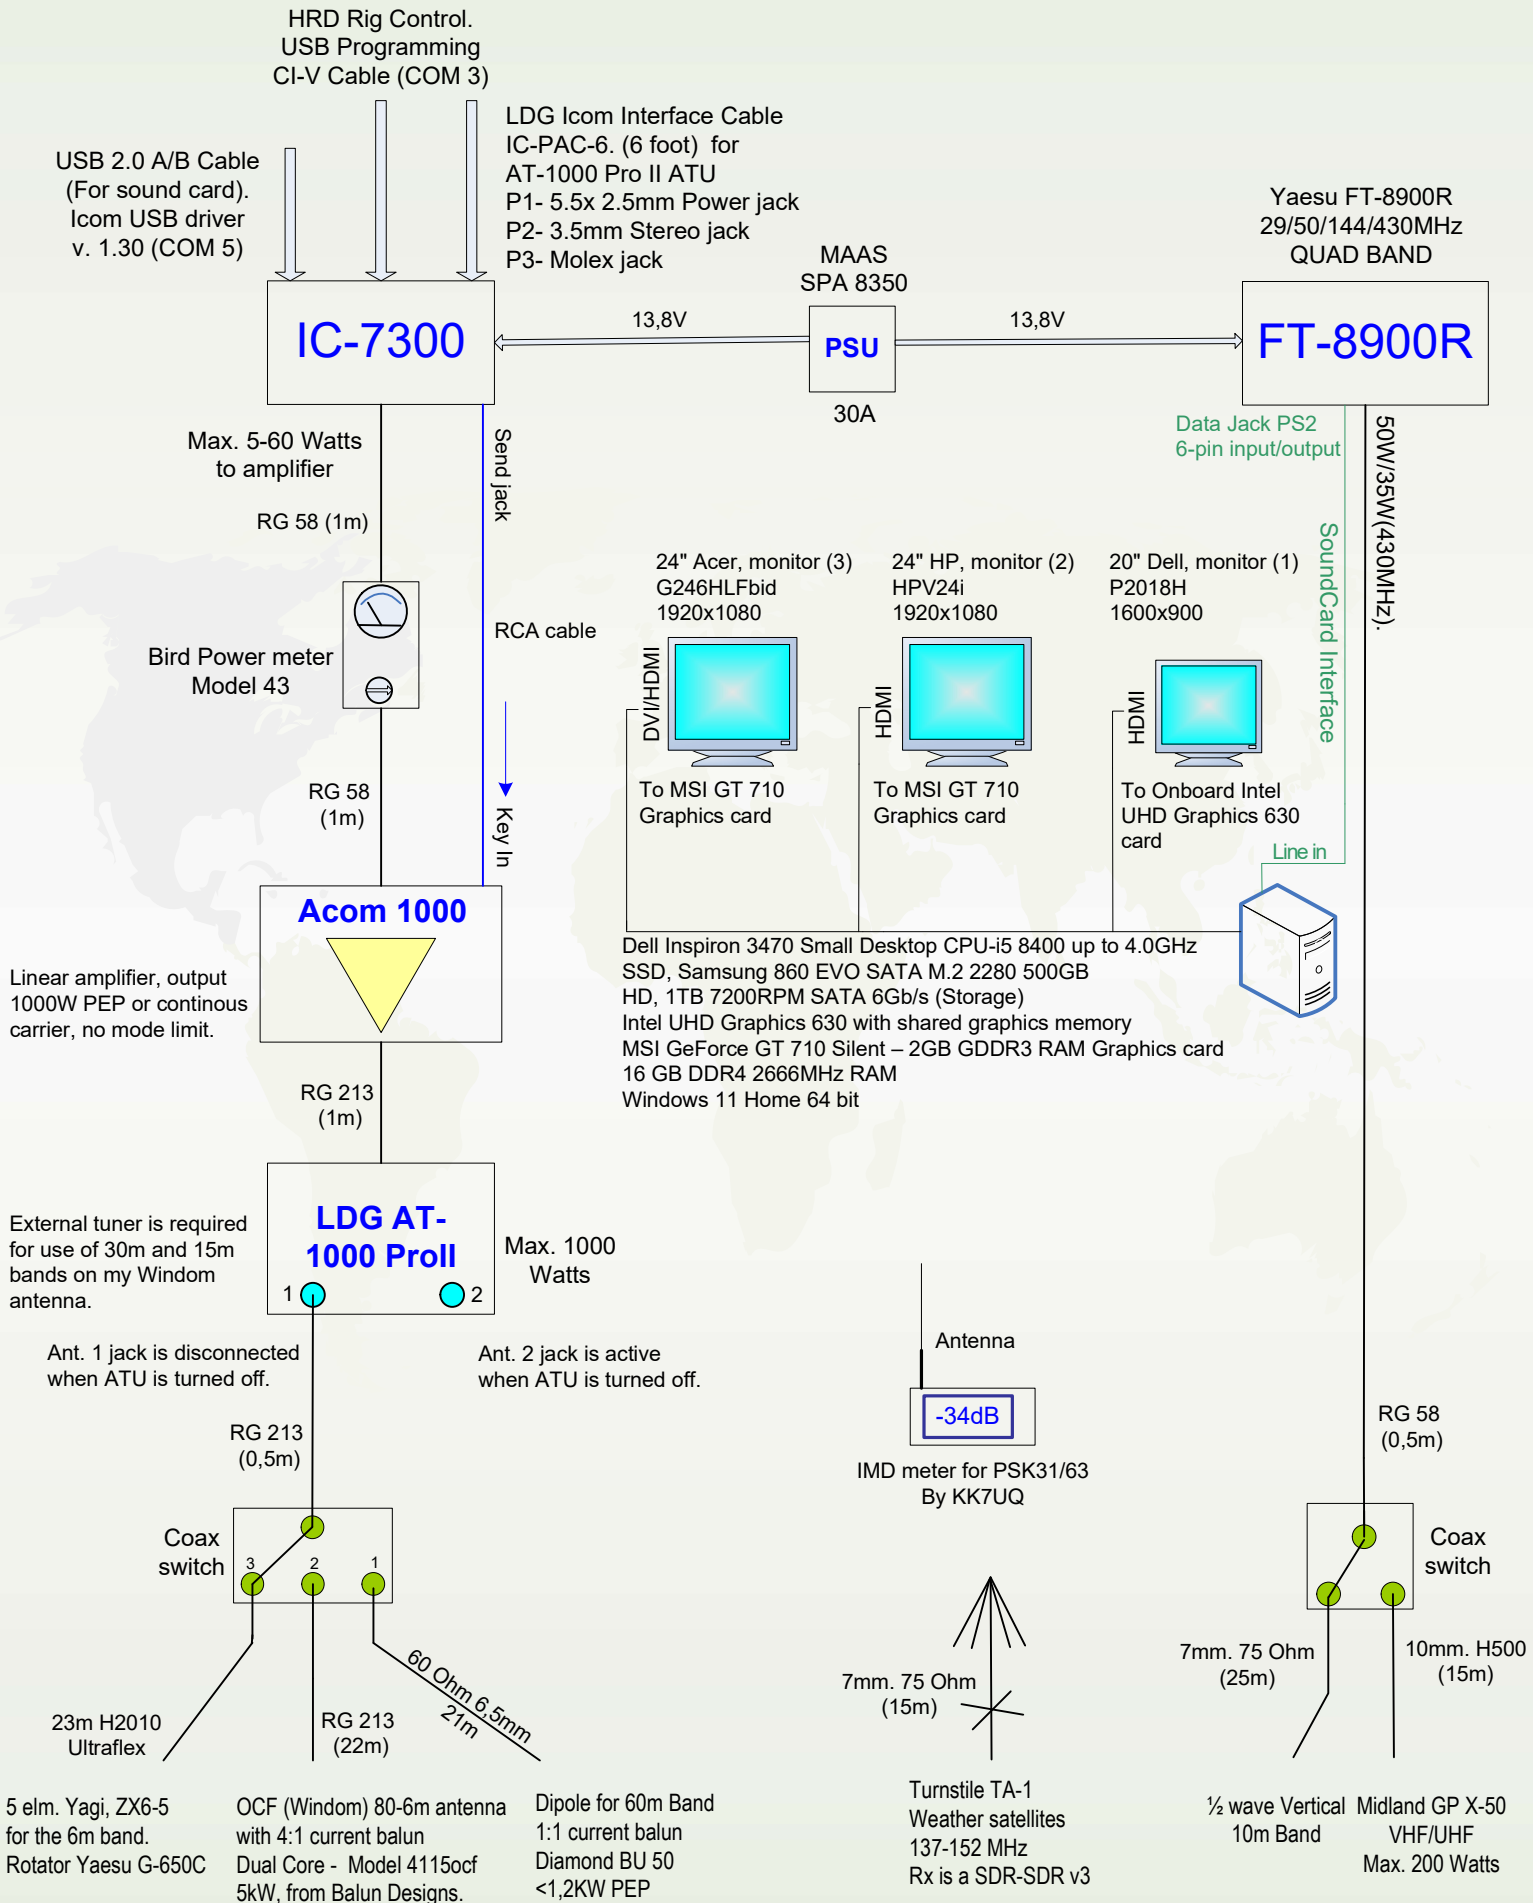 HRD Rig Control.
USB Programming
CI-V Cable (COM 3)
USB 2.0 A/B Cable
(For sound card).
Icom USB driver
v. 1.30 (COM 5)
LDG Icom Interface Cable
IC-PAC-6. (6 foot)  for
AT-1000 Pro II ATU
P1- 5.5x 2.5mm Power jack
P2- 3.5mm Stereo jack
P3- Molex jack
MAAS
SPA 8350
Yaesu FT-8900R
29/50/144/430MHz
QUAD BAND
IC-7300
13,8V
PSU
13,8V
FT-8900R
30A
Max. 5-60 Watts
to amplifier
Send jack
RG 58 (1m)
Data Jack PS2
6-pin input/output
50W/35W(430MHz).
SoundCard Interface
24" Acer, monitor (3)
G246HLFbid
1920x1080
24" HP, monitor (2)
HPV24i
1920x1080
20" Dell, monitor (1)
P2018H
1600x900
RCA cable
Bird Power meter
Model 43
DVI/HDMI
HDMI
HDMI
To MSI GT 710
Graphics card
To MSI GT 710
Graphics card
To Onboard Intel
UHD Graphics 630
card
RG 58
(1m)
Key In
Line in
Acom 1000
Linear amplifier, output
1000W PEP or continous
carrier, no mode limit.
Dell Inspiron 3470 Small Desktop CPU-i5 8400 up to 4.0GHz
SSD, Samsung 860 EVO SATA M.2 2280 500GB
HD, 1TB 7200RPM SATA 6Gb/s (Storage)
Intel UHD Graphics 630 with shared graphics memory
MSI GeForce GT 710 Silent – 2GB GDDR3 RAM Graphics card
16 GB DDR4 2666MHz RAM
Windows 11 Home 64 bit
RG 213
(1m)
External tuner is required
for use of 30m and 15m
bands on my Windom
antenna.
LDG AT-
1000 ProII
1
2
Max. 1000
Watts
Ant. 1 jack is disconnected
when ATU is turned off.
Ant. 2 jack is active
when ATU is turned off.
Antenna
-34dB
IMD meter for PSK31/63
By KK7UQ
RG 213
(0,5m)
RG 58
(0,5m)
Coax
switch
3
2
1
Coax
switch
23m H2010
Ultraflex
RG 213
(22m)
60 Ohm 6,5mm
21m
7mm. 75 Ohm
(15m)
7mm. 75 Ohm
(25m)
10mm. H500
(15m)
5 elm. Yagi, ZX6-5
for the 6m band.
Rotator Yaesu G-650C
OCF (Windom) 80-6m antenna
with 4:1 current balun
Dual Core -  Model 4115ocf
5kW, from Balun Designs.
Dipole for 60m Band
1:1 current balun
Diamond BU 50
<1,2KW PEP
Turnstile TA-1
Weather satellites
137-152 MHz
Rx is a SDR-SDR v3
½ wave Vertical
10m Band
Midland GP X-50
VHF/UHF
Max. 200 Watts